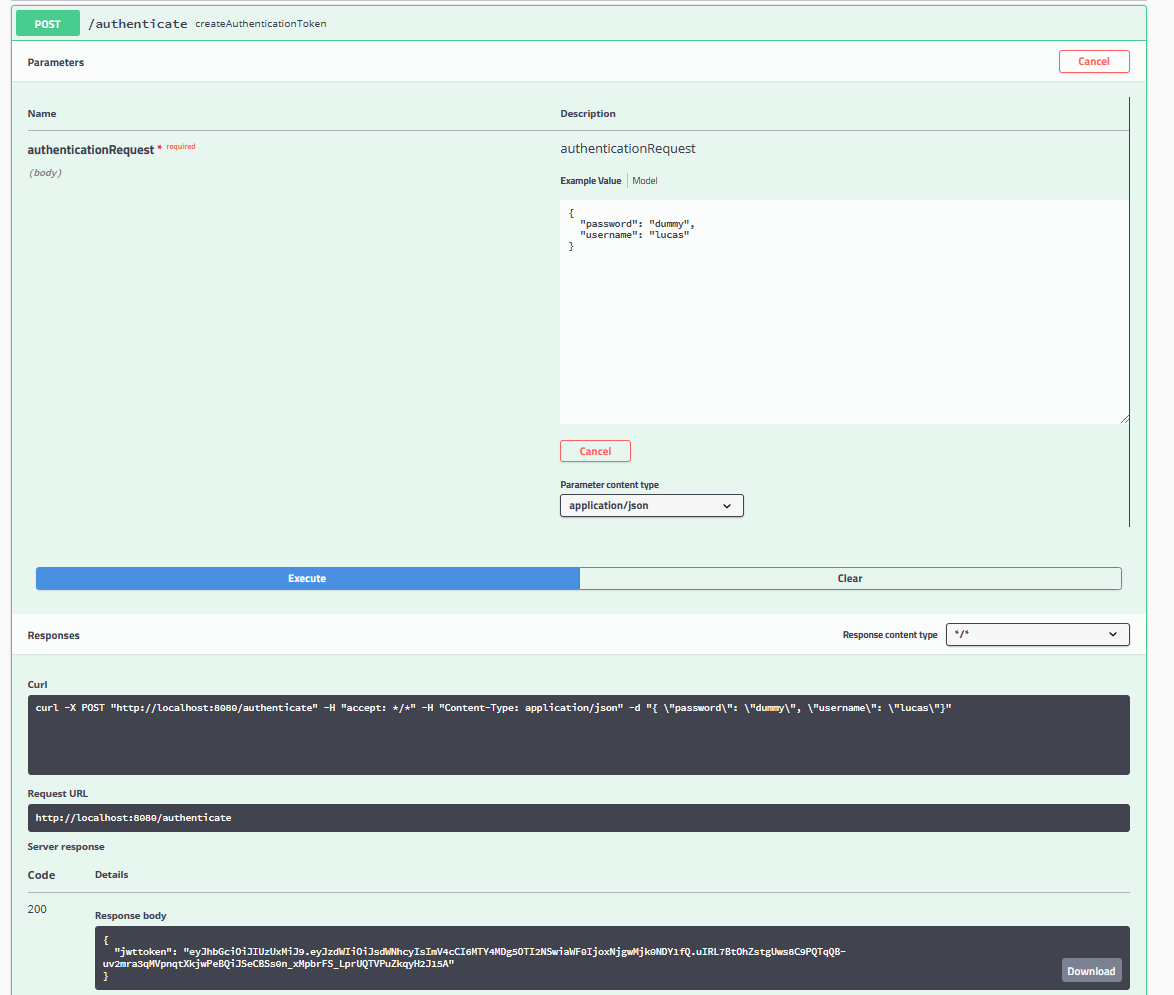 POST /authenticate createAuthenticationToken
Parameters
Cancel
Name Description
authenticationRequest * required
(body)
authenticationRequest
Example Value Model
{
"password": "dummy",
"username": "lucas"
}
Cancel
Parameter content type
application/json
Execute Clear
Responses Response content type */*
Curl
curl -X POST "http://localhost:8080/authenticate" -H "accept: */*" -H "Content-Type: application/json" -d "{ \"password\": \"dummy\", \"username\": \"lucas\"}"
Request URL
http://localhost:8080/authenticate
Server response
Code Details
200
Response body
{
"jwttoken": "eyJhbGciOiJIUzUxMiJ9.eyJzdWIiOiJsdWNhcyIsImV4cCI6MTY4MDg5OTI2NSwiaWF0IjoxNjgwMjk0NDY1fQ.uIRL7BtOhZstgUws8C9PQTqQB-
uv2mra3qMVpnqtXkjwPeBQiJSeCBSs0n_xMpbrFS_LprUQTVPuZkqyH2J15A"
}
Download